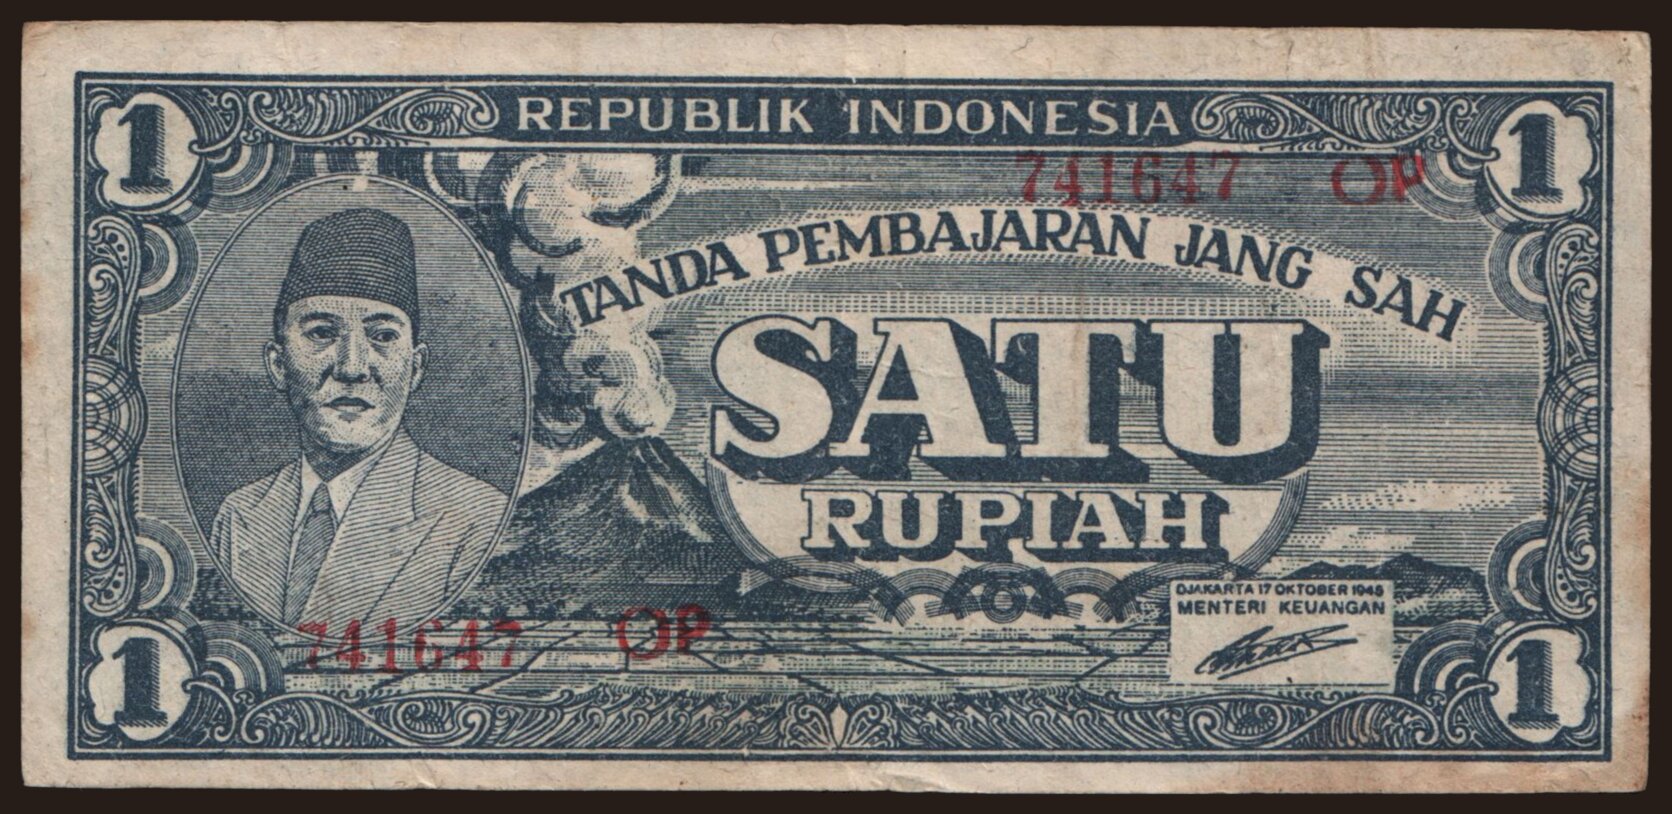 1 REPUBLIK INDONESIA 1
741647 OP
TANDA PEMBAJARAN JANG SAH
SATU
RUPIAH
DJAKARTA 17 OKTOBER 1945
MENTERI KEUANGAN
741647 OP
1 1